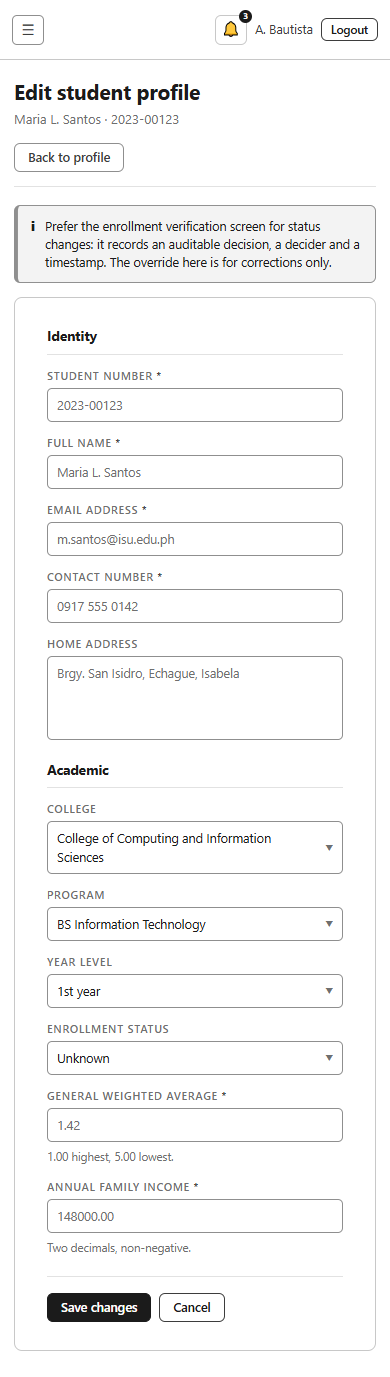 ☰
3
A. Bautista
Logout
Edit student profile
Maria L. Santos · 2023-00123
Back to profile
i Prefer the enrollment verification screen for status
changes: it records an auditable decision, a decider and a
timestamp. The override here is for corrections only.
Identity
STUDENT NUMBER *
2023-00123
FULL NAME *
Maria L. Santos
EMAIL ADDRESS *
m.santos@isu.edu.ph
CONTACT NUMBER *
0917 555 0142
HOME ADDRESS
Brgy. San Isidro, Echague, Isabela
Academic
COLLEGE
College of Computing and Information
Sciences
PROGRAM
BS Information Technology
YEAR LEVEL
1st year
ENROLLMENT STATUS
Unknown
GENERAL WEIGHTED AVERAGE *
1.42
1.00 highest, 5.00 lowest.
ANNUAL FAMILY INCOME *
148000.00
Two decimals, non-negative.
Save changes
Cancel